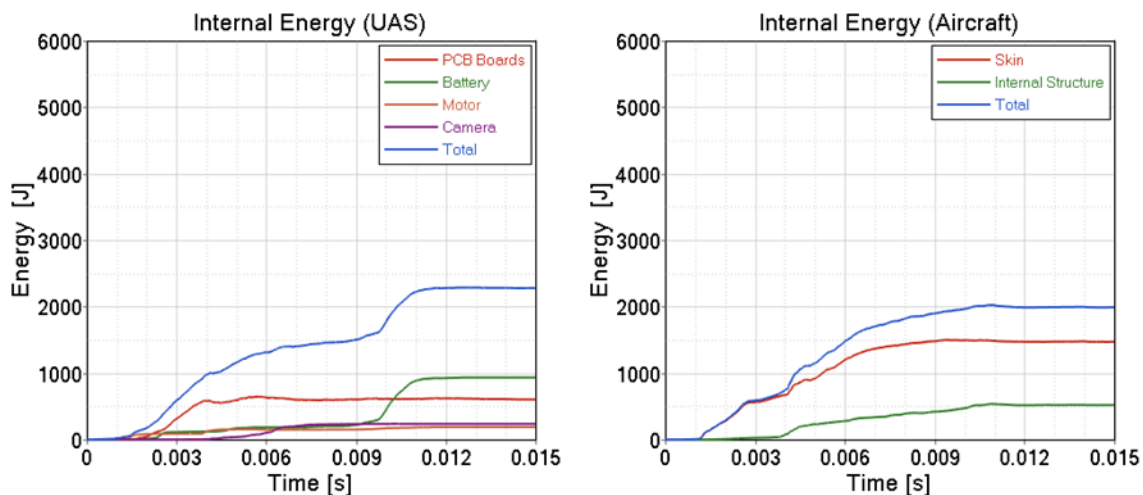 Internal Energy (UAS)
6000
5000
4000
3000
2000
1000
0
Energy [J]
PCB Boards
Battery
Motor
Camera
Total
0 0.003 0.006 0.009 0.012 0.015
Time [s]
Internal Energy (Aircraft)
6000
5000
4000
3000
2000
1000
0
Energy [J]
Skin
Internal Structure
Total
0 0.003 0.006 0.009 0.012 0.015
Time [s]